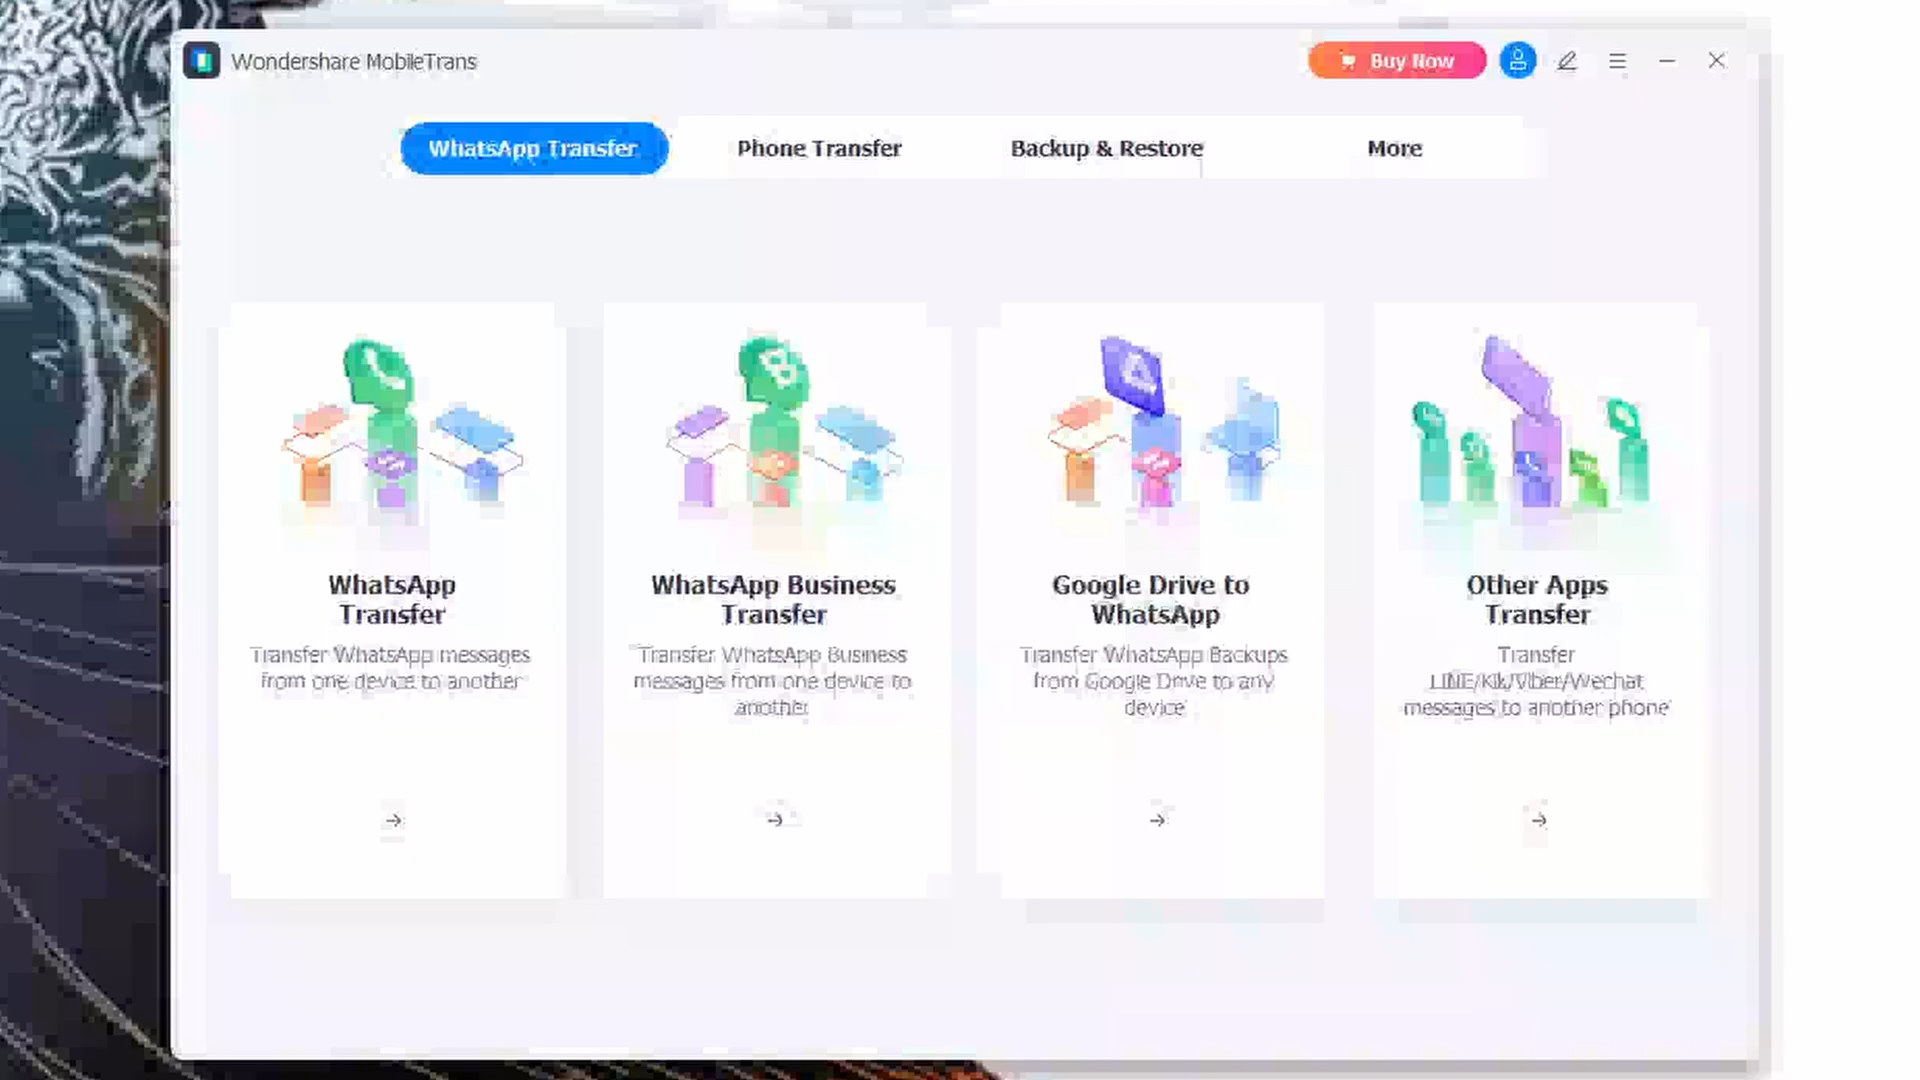 Wondershare MobileTrans
Buy Now
WhatsApp Transfer
Phone Transfer
Backup & Restore
More
WhatsApp
Transfer
Transfer WhatsApp messages
from one device to another
WhatsApp Business
Transfer
Transfer WhatsApp Business
messages from one device to
another
Google Drive to
WhatsApp
Transfer WhatsApp Backups
from Google Drive to any
device
Other Apps
Transfer
Transfer
LINE/Kik/Viber/Wechat
messages to another phone